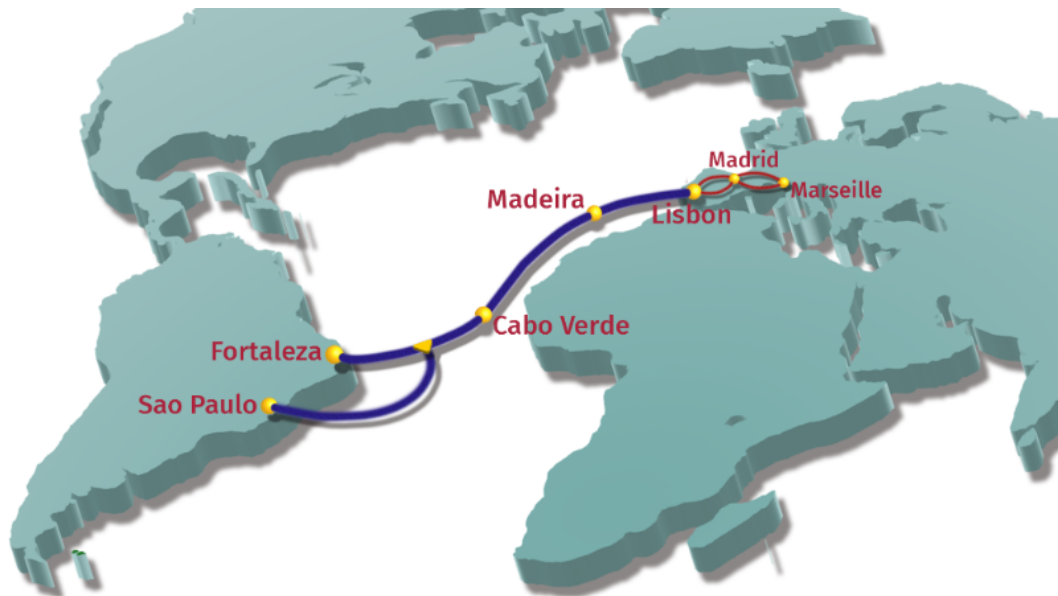 Madrid
Marseille
Madeira
Lisbon
Cabo Verde
Fortaleza
Sao Paulo